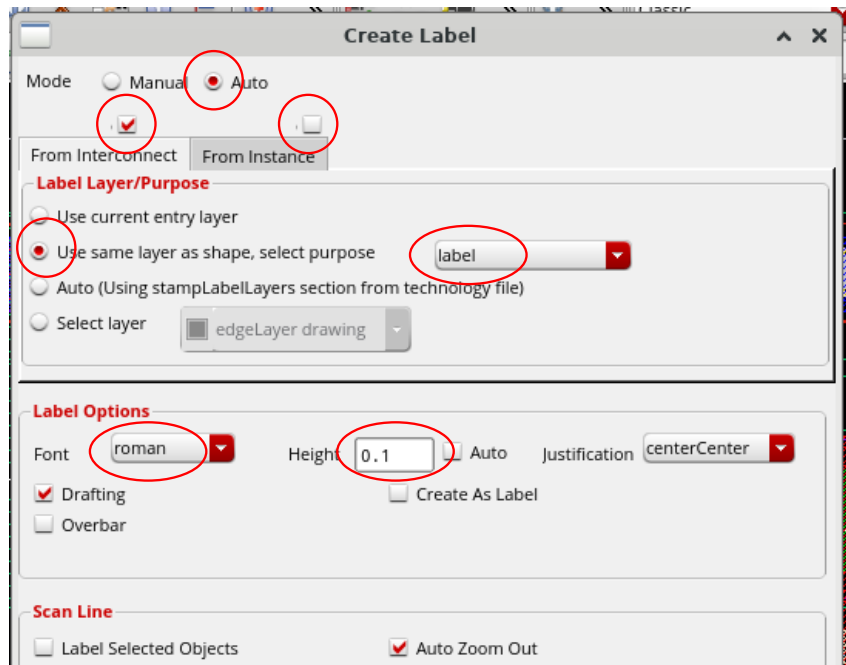 Classic
Create Label
Mode Manual Auto
From Interconnect From Instance
Label Layer/Purpose
Use current entry layer
Use same layer as shape, select purpose label
Auto (Using stampLabelLayers section from technology file)
Select layer edgeLayer drawing
Label Options
Font roman Height 0.1 Auto Justification centerCenter
Drafting Create As Label
Overbar
Scan Line
Label Selected Objects Auto Zoom Out